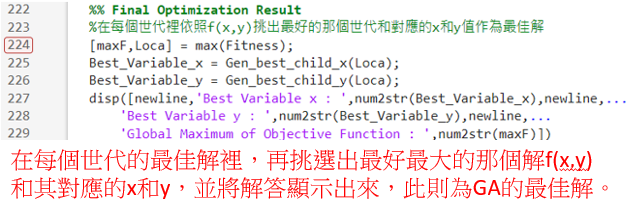 222 %% Final Optimization Result
223 %在每個世代裡依照f(x,y)挑出最好的那個世代和對應的x和y值作為最佳解
224 [maxF,Loca] = max(Fitness);
225 Best_Variable_x = Gen_best_child_x(Loca);
226 Best_Variable_y = Gen_best_child_y(Loca);
227 disp([newline,'Best Variable x : ',num2str(Best_Variable_x),newline,...
228 'Best Variable y : ',num2str(Best_Variable_y),newline,...
229 'Global Maximum of Objective Function : ',num2str(maxF)])
在每個世代的最佳解裡，再挑選出最好最大的那個解f(x,y)
和其對應的x和y，並將解答顯示出來，此則為GA的最佳解。